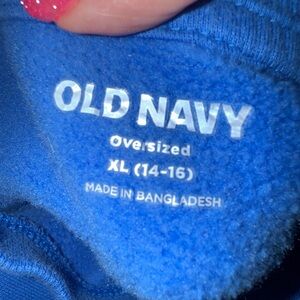 OLD NAVY
Oversized
XL (14-16)
MADE IN BANGLADESH